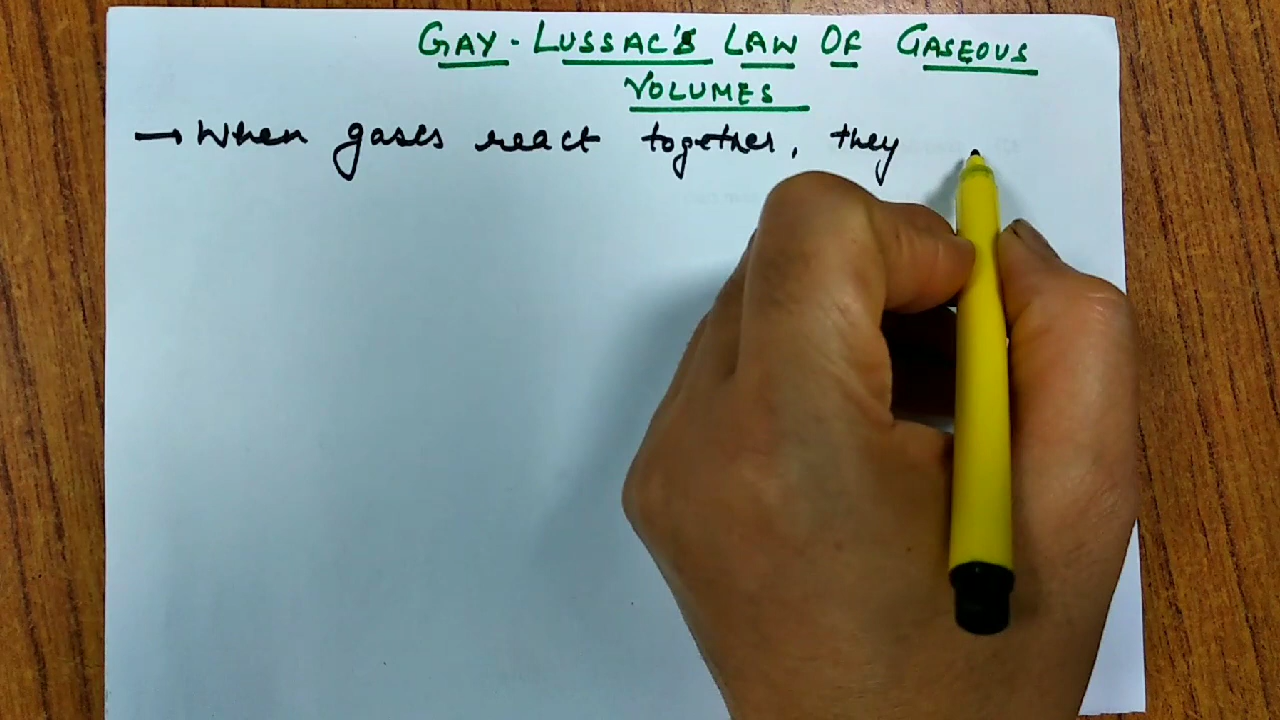 GAY-LUSSAC'S LAW OF GASEOUS
VOLUMES
→ When gases react together, they